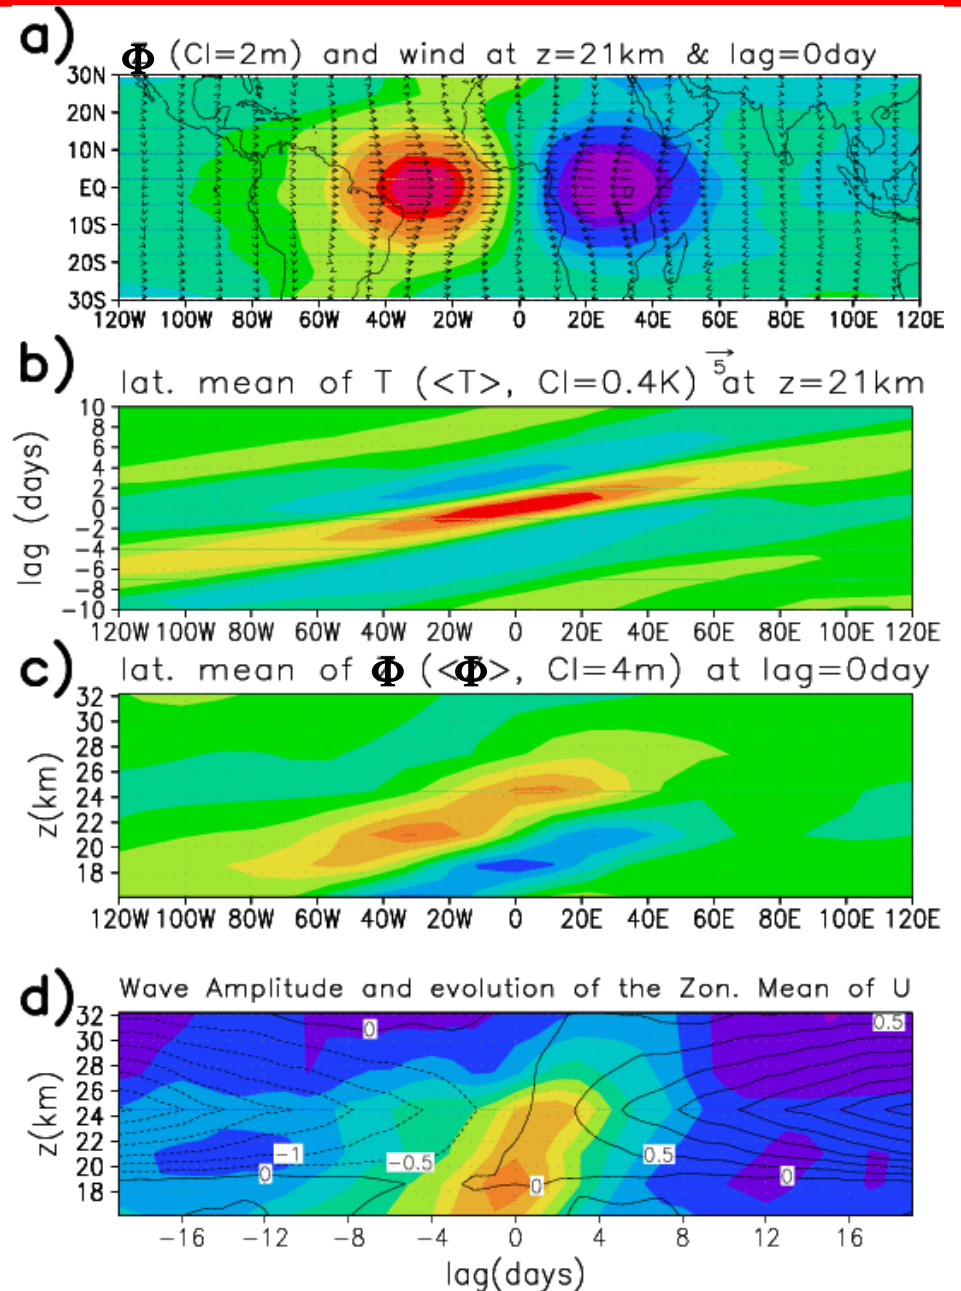 a)
Φ (CI=2m) and wind at z=21km & lag=0day
30N
20N
10N
EQ
10S
20S
30S
120W 100W 80W 60W 40W 20W 0 20E 40E 60E 80E 100E 120E
5
b)
lat. mean of T (<T>, CI=0.4K) at z=21km
lag (days)
10
8
6
4
2
0
−2
−4
−6
−8
−10
120W 100W 80W 60W 40W 20W 0 20E 40E 60E 80E 100E 120E
c)
lat. mean of Φ (<Φ>, CI=4m) at lag=0day
z(km)
32
30
28
26
24
22
20
18
120W 100W 80W 60W 40W 20W 0 20E 40E 60E 80E 100E 120E
d)
Wave Amplitude and evolution of the Zon. Mean of U
z(km)
32
30
28
26
24
22
20
18
0
0.5
−1
−0.5
0.5
0
0
0
−16 −12 −8 −4 0 4 8 12 16
lag(days)